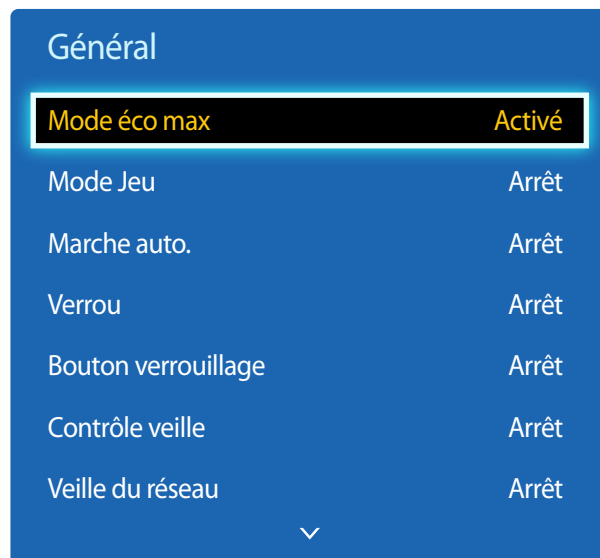 Général
Mode éco max Activé
Mode Jeu Arrêt
Marche auto. Arrêt
Verrou Arrêt
Bouton verrouillage Arrêt
Contrôle veille Arrêt
Veille du réseau Arrêt